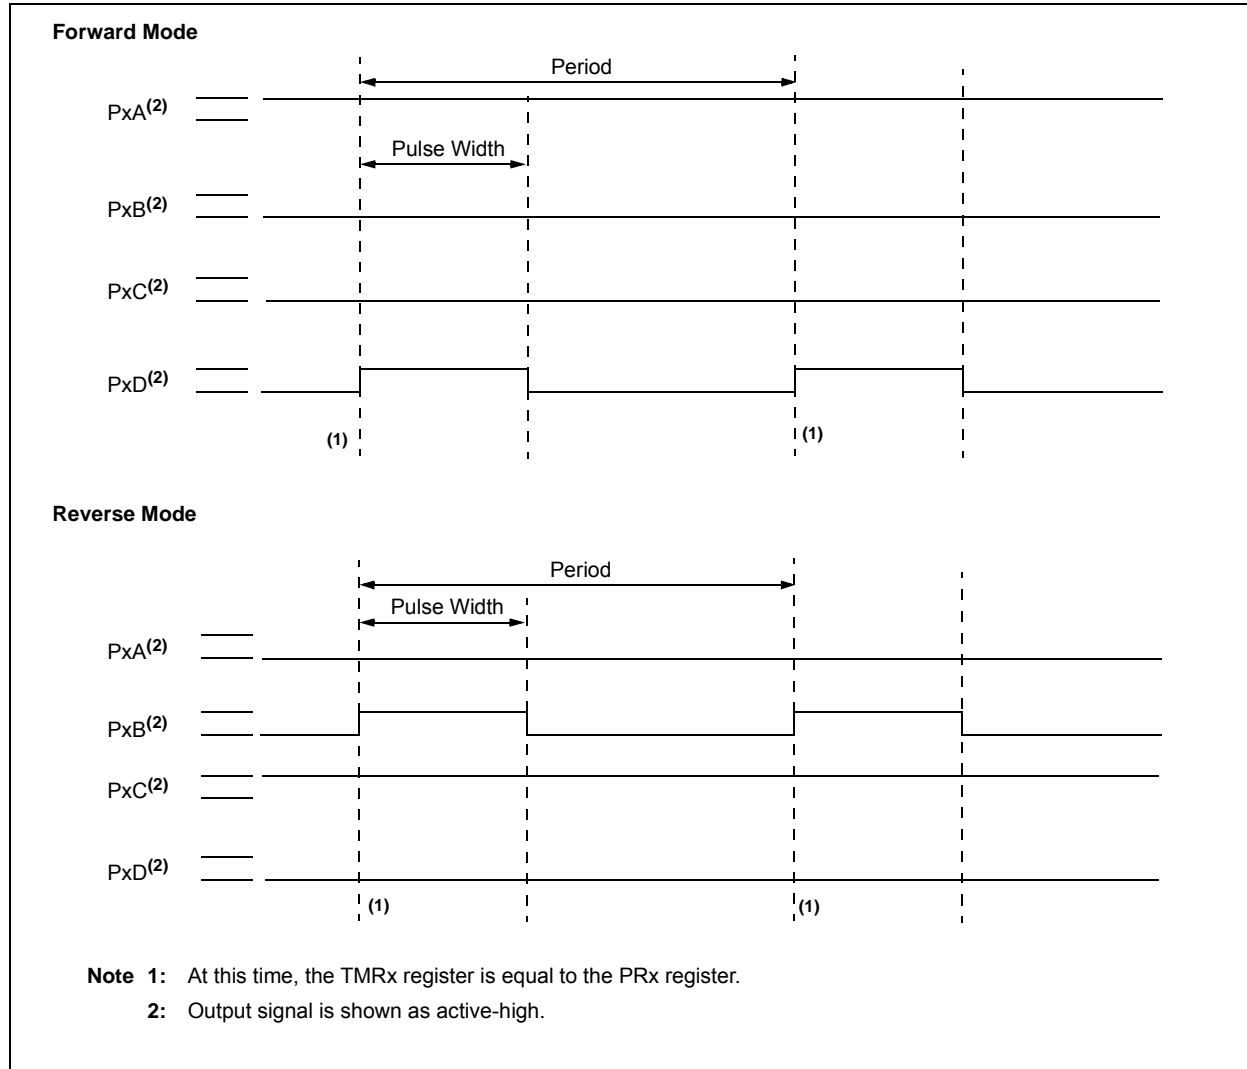 Forward Mode
Period
PxA(2)
Pulse Width
PxB(2)
PxC(2)
PxD(2)
(1) (1)
Reverse Mode
Period
Pulse Width
PxA(2)
PxB(2)
PxC(2)
PxD(2)
(1) (1)
Note 1: At this time, the TMRx register is equal to the PRx register.
2: Output signal is shown as active-high.